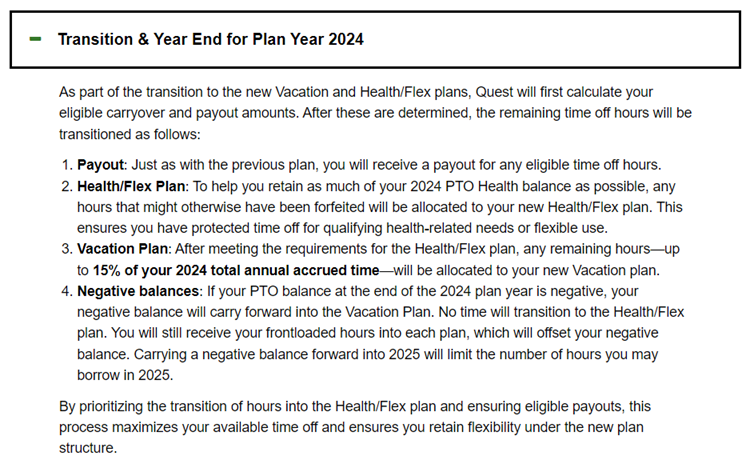 Transition & Year End for Plan Year 2024
As part of the transition to the new Vacation and Health/Flex plans, Quest will first calculate your
eligible carryover and payout amounts. After these are determined, the remaining time off hours will be
transitioned as follows:
1. Payout: Just as with the previous plan, you will receive a payout for any eligible time off hours.
2. Health/Flex Plan: To help you retain as much of your 2024 PTO Health balance as possible, any
hours that might otherwise have been forfeited will be allocated to your new Health/Flex plan. This
ensures you have protected time off for qualifying health-related needs or flexible use.
3. Vacation Plan: After meeting the requirements for the Health/Flex plan, any remaining hours—up
to 15% of your 2024 total annual accrued time—will be allocated to your new Vacation plan.
4. Negative balances: If your PTO balance at the end of the 2024 plan year is negative, your
negative balance will carry forward into the Vacation Plan. No time will transition to the Health/Flex
plan. You will still receive your frontloaded hours into each plan, which will offset your negative
balance. Carrying a negative balance forward into 2025 will limit the number of hours you may
borrow in 2025.
By prioritizing the transition of hours into the Health/Flex plan and ensuring eligible payouts, this
process maximizes your available time off and ensures you retain flexibility under the new plan
structure.